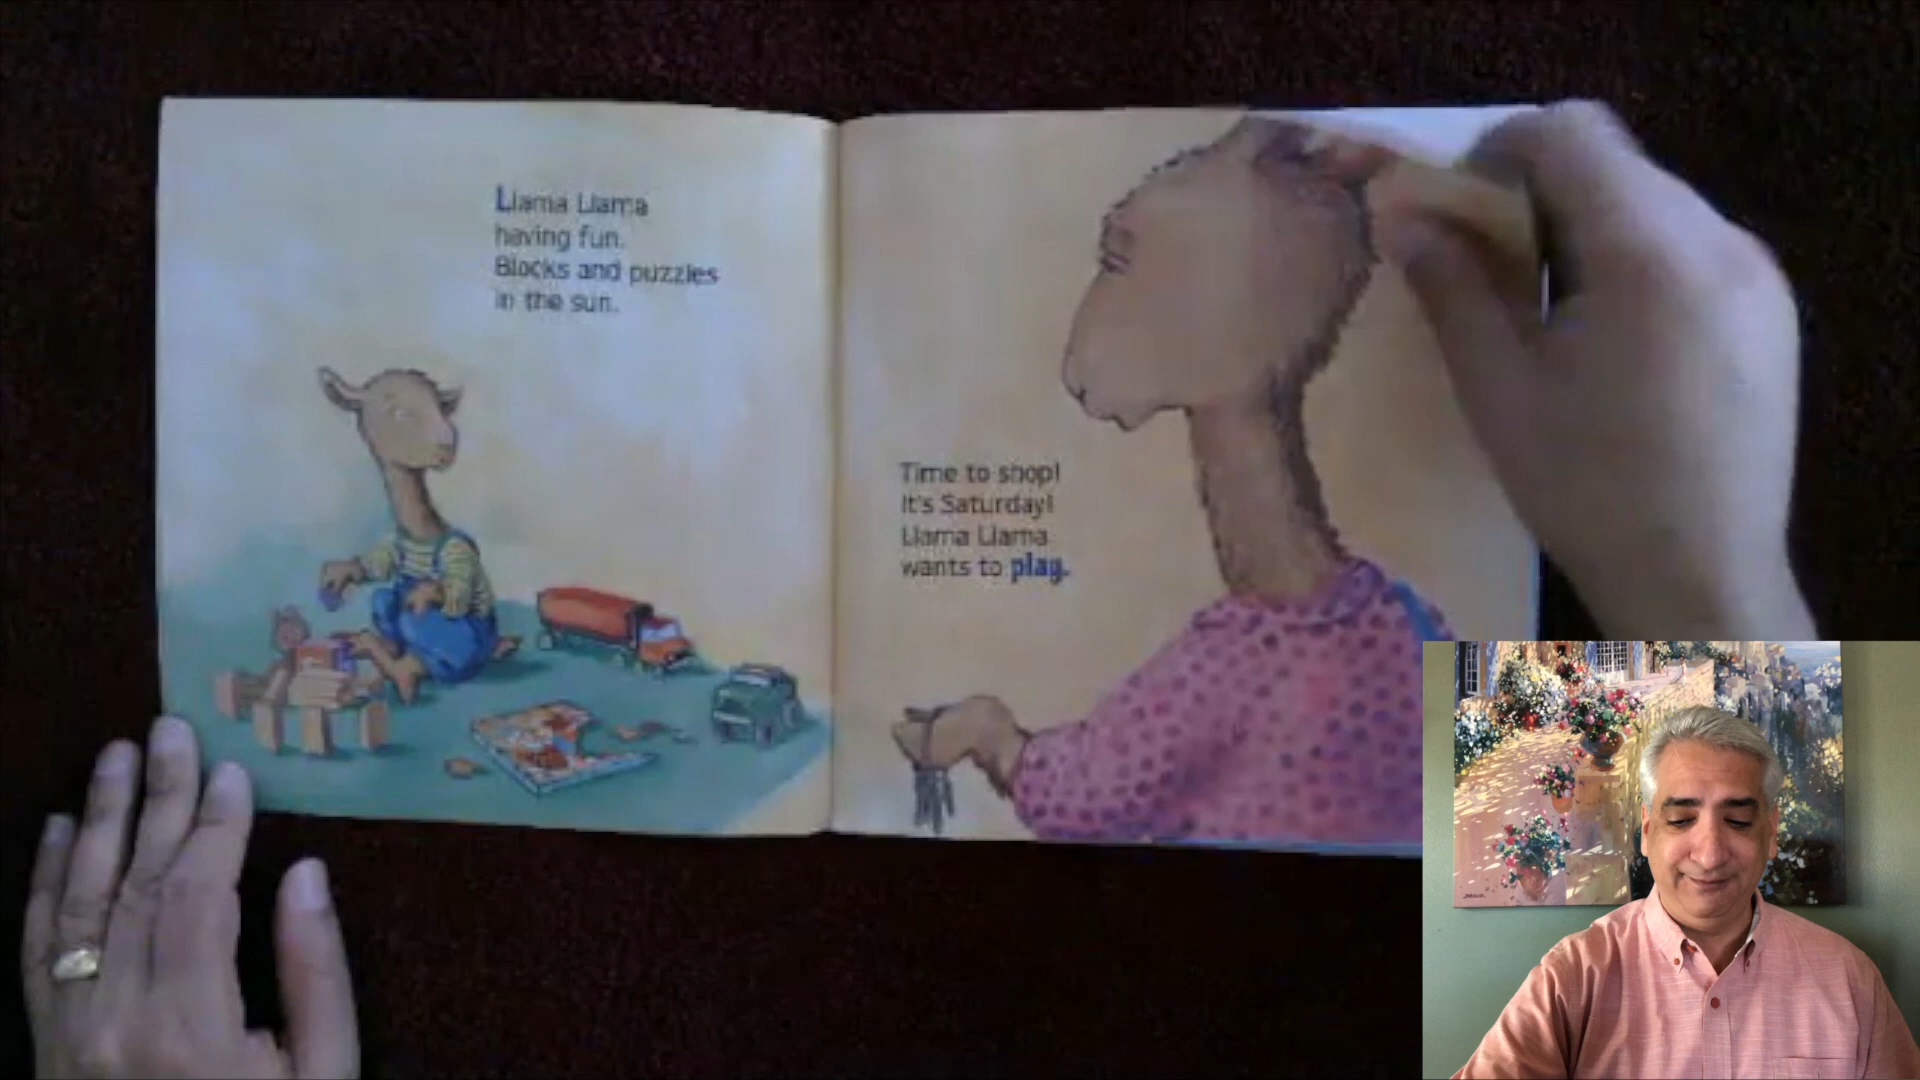 Llama Llama
having fun.
Blocks and puzzles
in the sun.
Time to shop!
It's Saturday!
Llama Llama
wants to play.